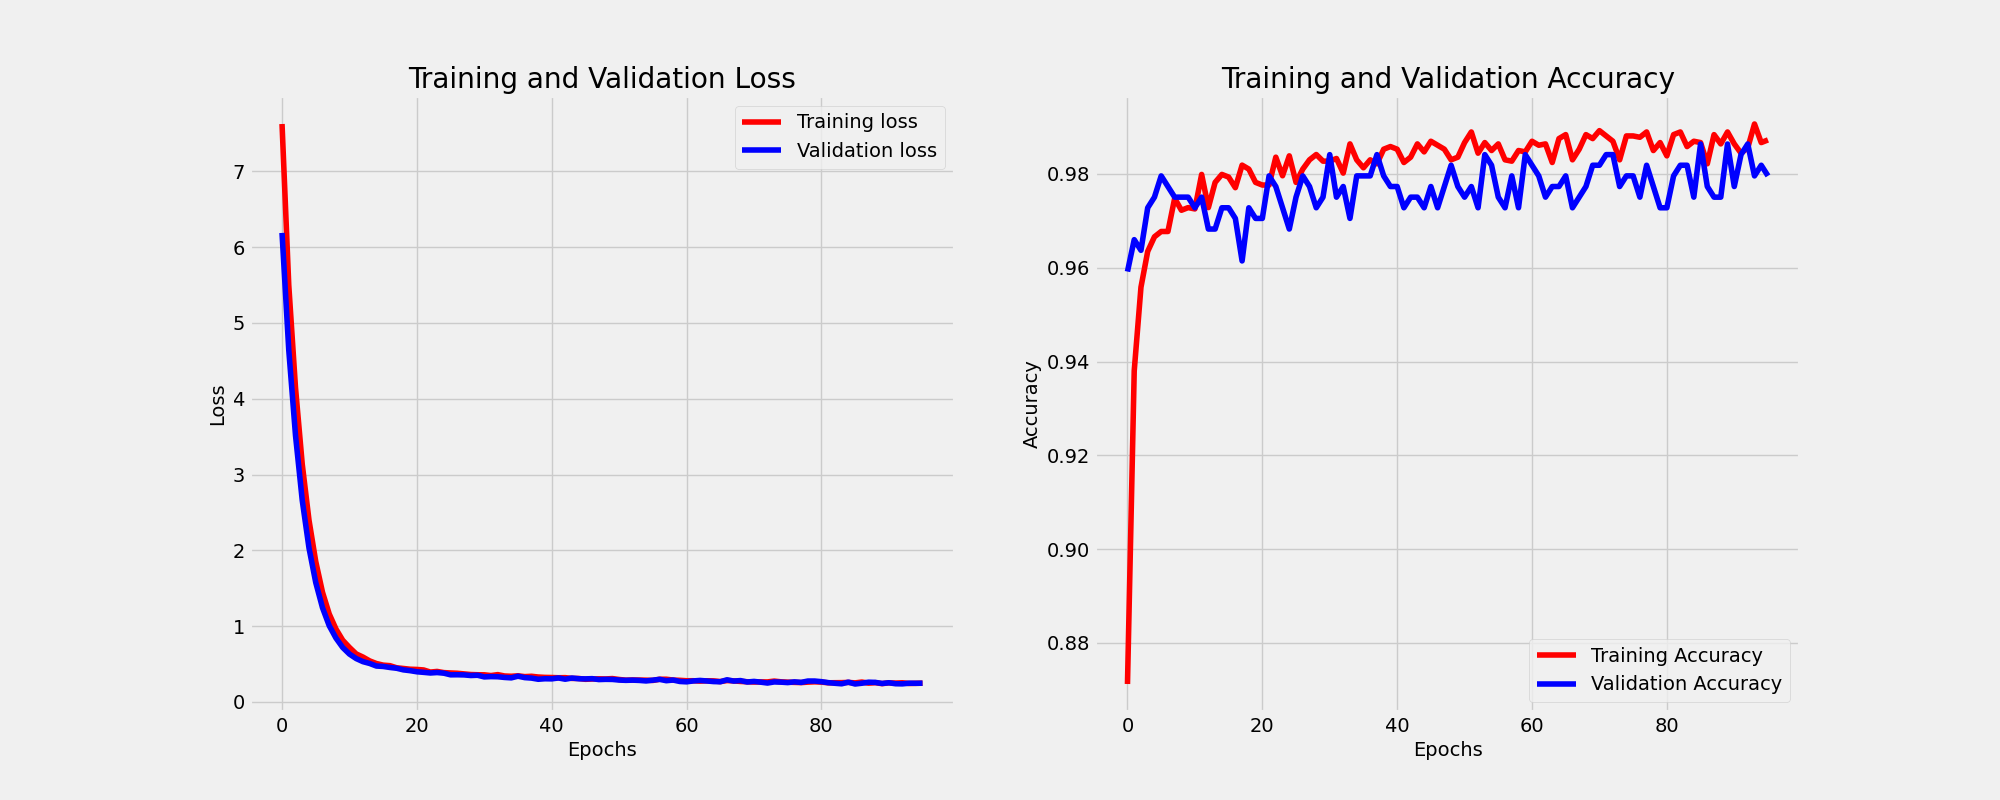 Training and Validation Loss
Training loss
Validation loss
7
6
5
4
3
2
1
0
Loss
0 20 40 60 80
Epochs
Training and Validation Accuracy
0.98
0.96
0.94
0.92
0.90
0.88
Accuracy
Training Accuracy
Validation Accuracy
0 20 40 60 80
Epochs